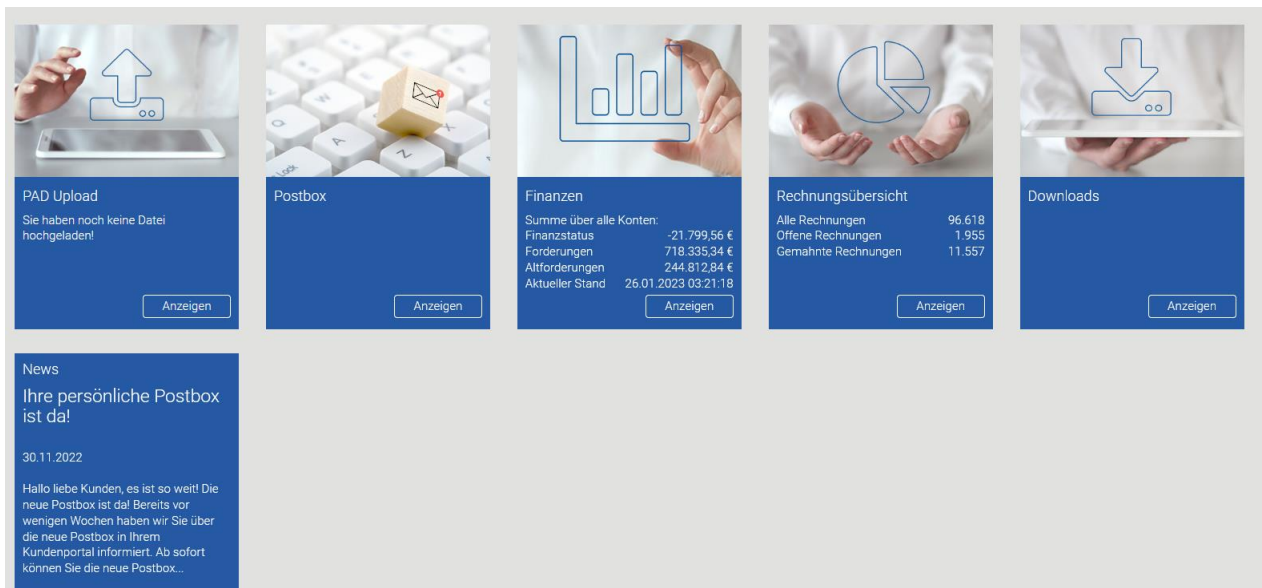 PAD Upload
Sie haben noch keine Datei
hochgeladen!
Anzeigen
Postbox
Anzeigen
Finanzen
Summe über alle Konten:
Finanzstatus -21.799,56 €
Forderungen 718.335,34 €
Altforderungen 244.812,84 €
Aktueller Stand 26.01.2023 03:21:18
Anzeigen
Rechnungsübersicht
Alle Rechnungen 96.618
Offene Rechnungen 1.955
Gemahnte Rechnungen 11.557
Anzeigen
Downloads
Anzeigen
News
Ihre persönliche Postbox
ist da!
30.11.2022
Hallo liebe Kunden, es ist so weit! Die
neue Postbox ist da! Bereits vor
wenigen Wochen haben wir Sie über
die neue Postbox in Ihrem
Kundenportal informiert. Ab sofort
können Sie die neue Postbox...